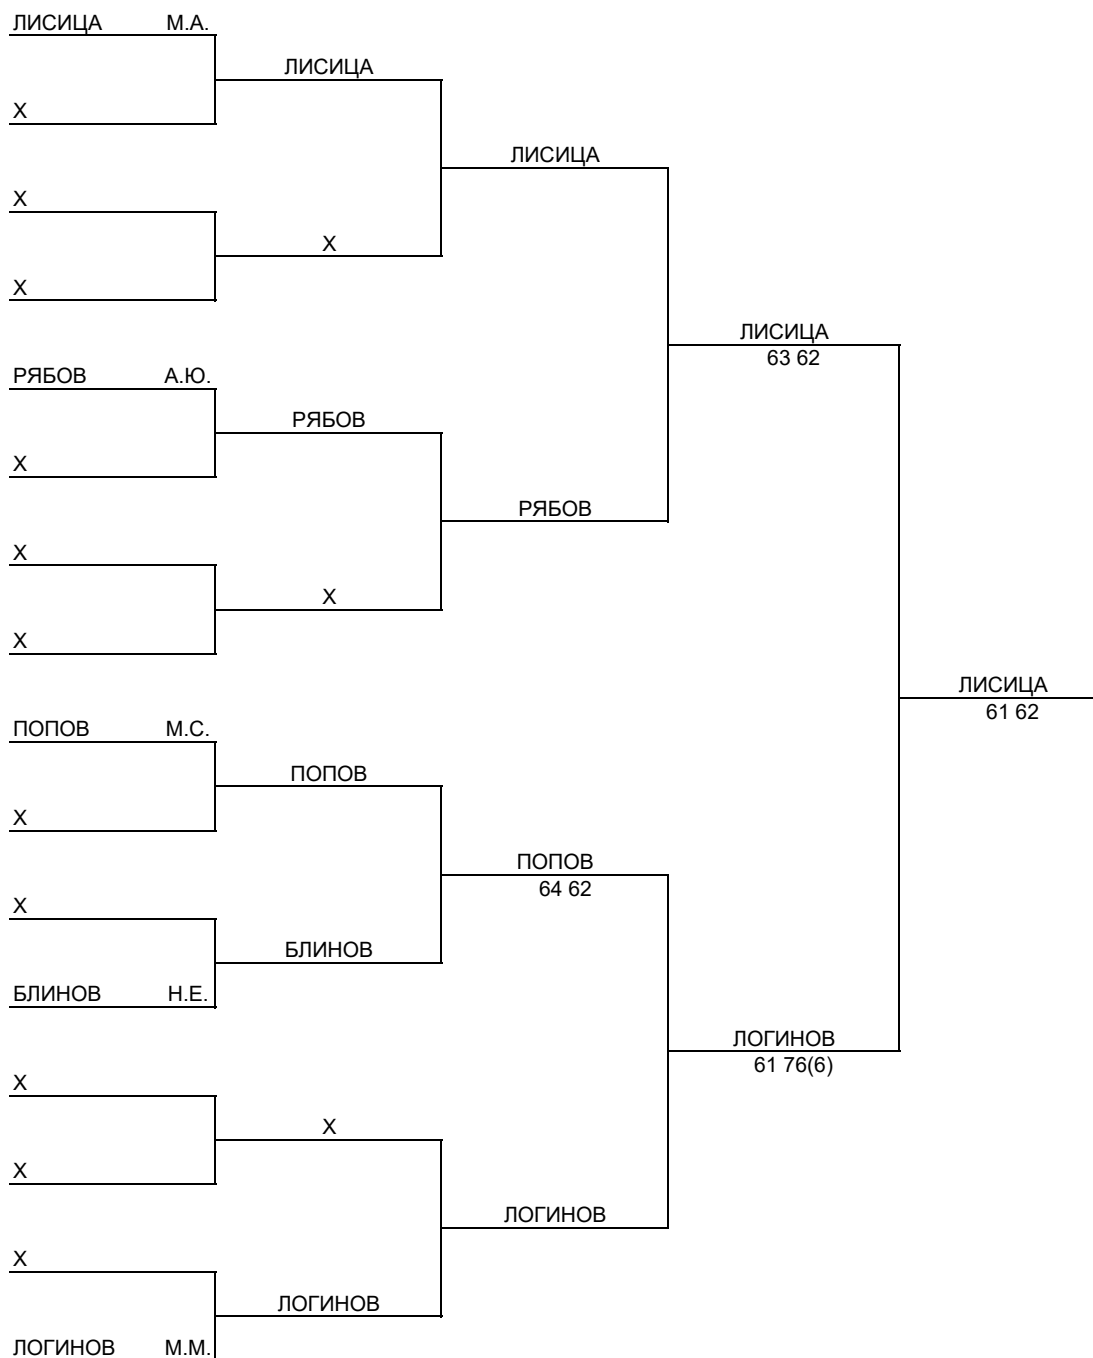 ЛИСИЦА М.А.
ЛИСИЦА
Х
ЛИСИЦА
Х
Х
Х
ЛИСИЦА
63 62
РЯБОВ А.Ю.
РЯБОВ
Х
РЯБОВ
Х
Х
Х
ЛИСИЦА
61 62
ПОПОВ М.С.
ПОПОВ
Х
ПОПОВ
64 62
Х
БЛИНОВ
БЛИНОВ Н.Е.
ЛОГИНОВ
61 76(6)
Х
Х
Х
ЛОГИНОВ
Х
ЛОГИНОВ
ЛОГИНОВ М.М.